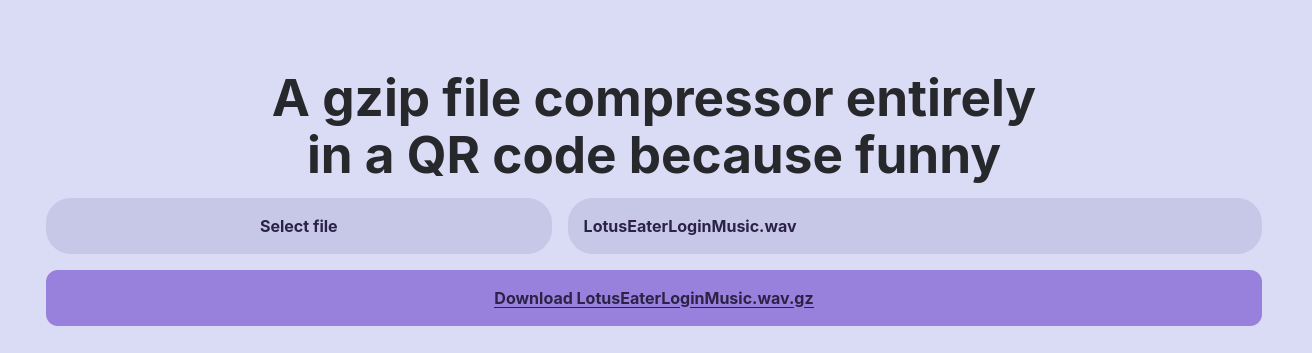 A gzip file compressor entirely
in a QR code because funny
Select file
LotusEaterLoginMusic.wav
Download LotusEaterLoginMusic.wav.gz